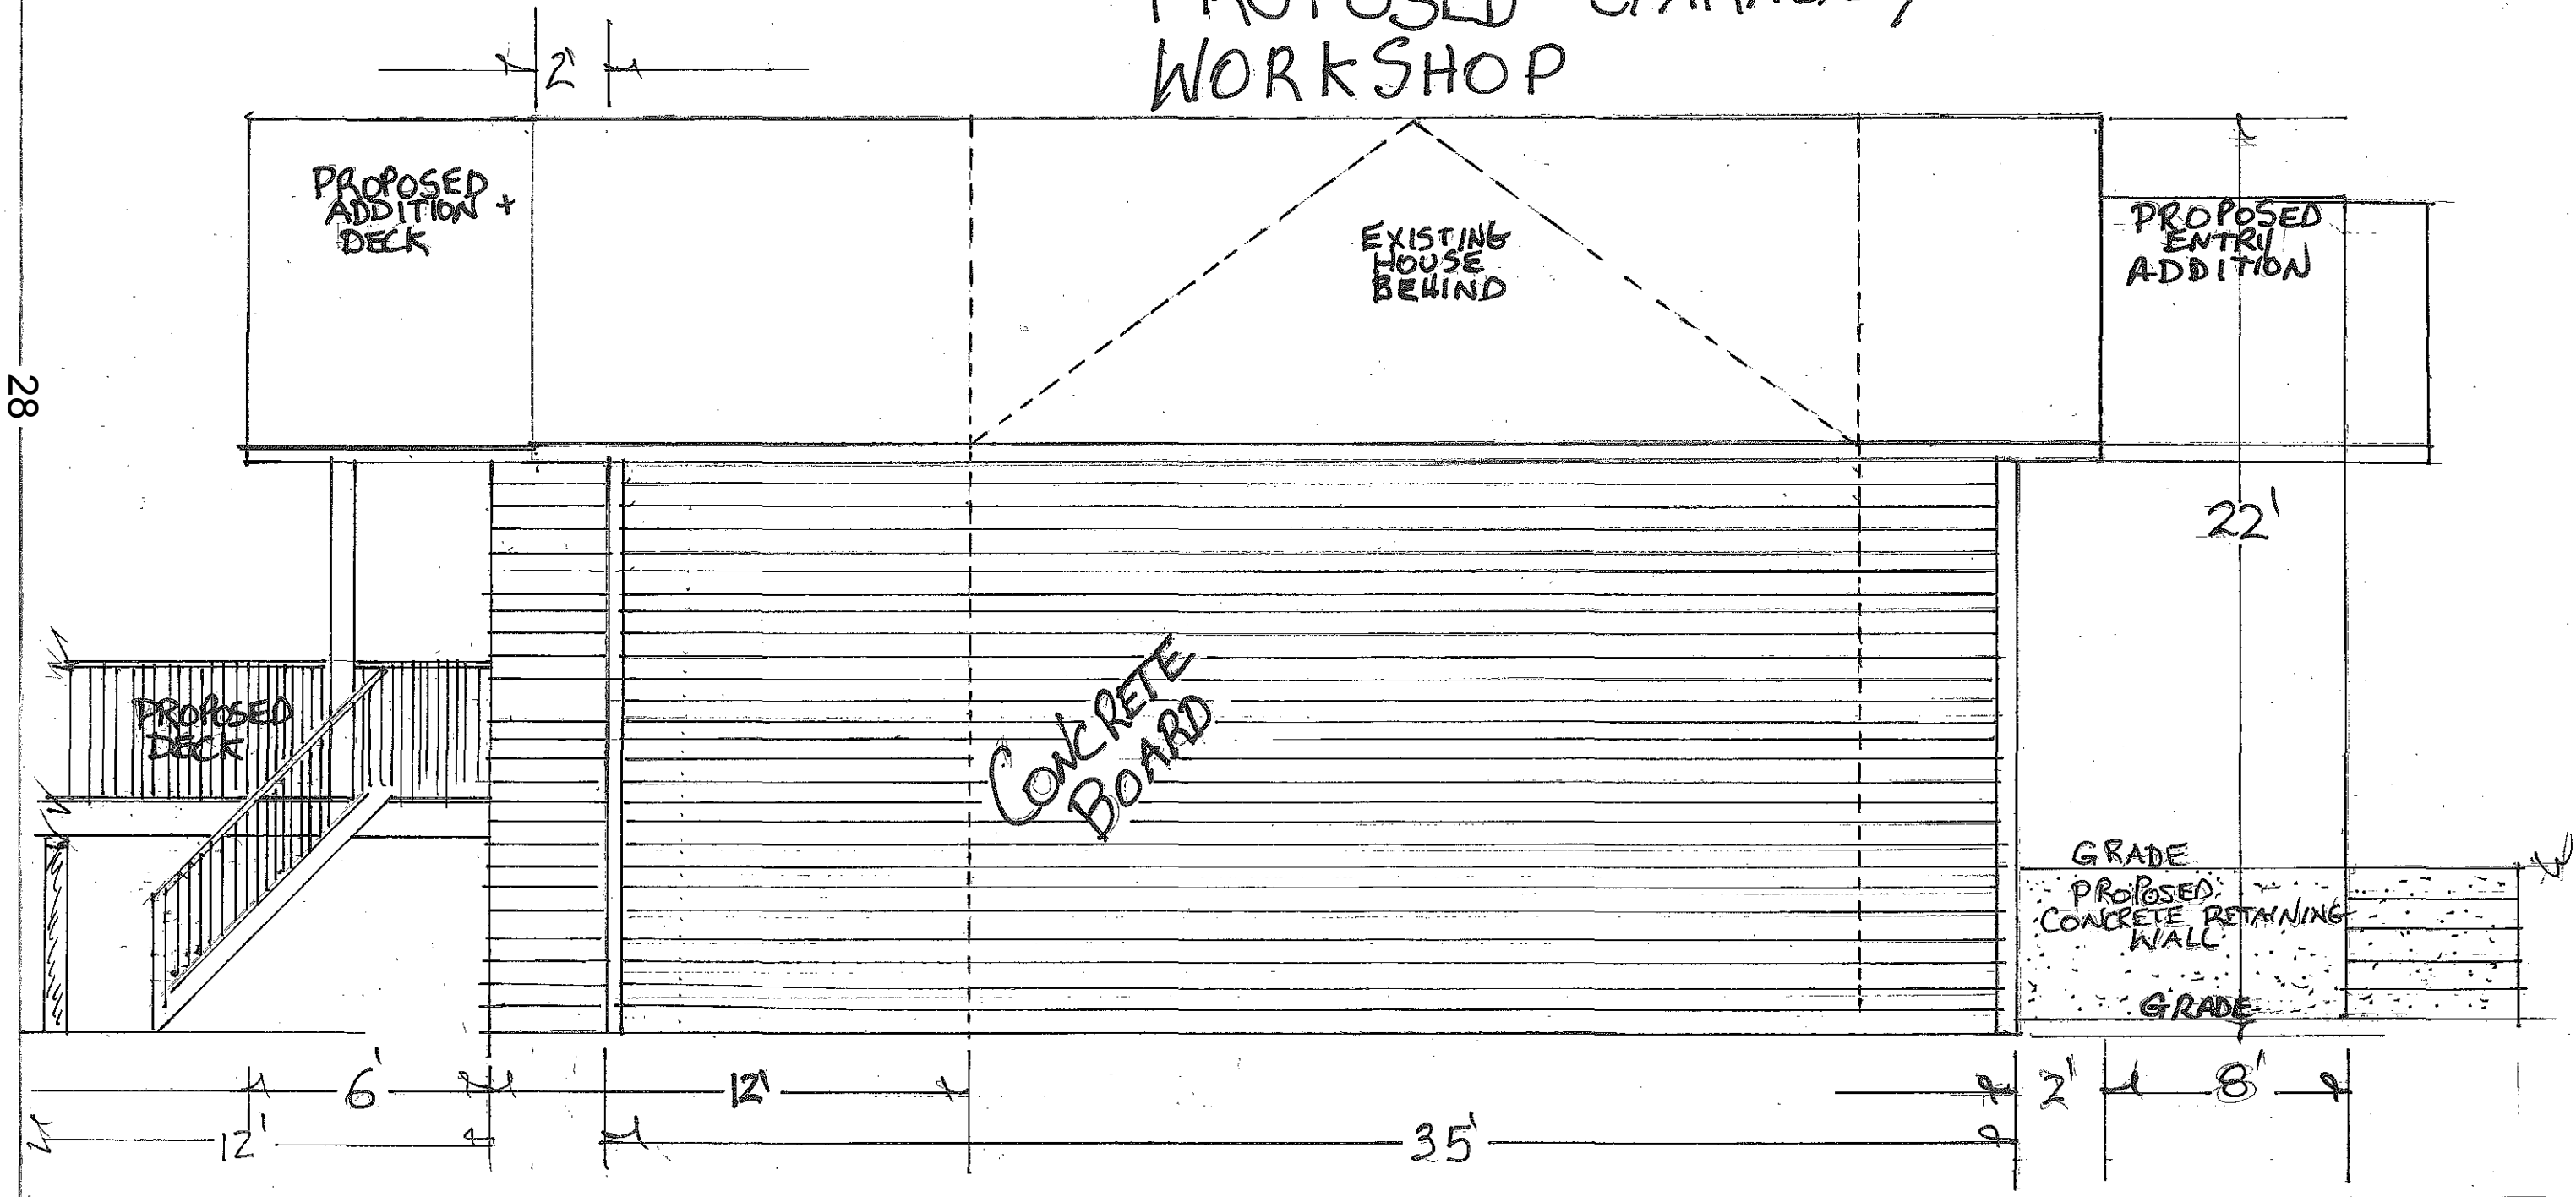 PROPOSED
WORKSHOP
2'
PROPOSED
ADDITION +
DECK
EXISTING
HOUSE
BEHIND
PROPOSED
ENTRY
ADDITION
28
22'
PROPOSED
DECK
CONCRETE
BOARD
GRADE
PROPOSED
CONCRETE RETAINING
WALL
GRADE
6'
12'
2'
8'
12'
35'